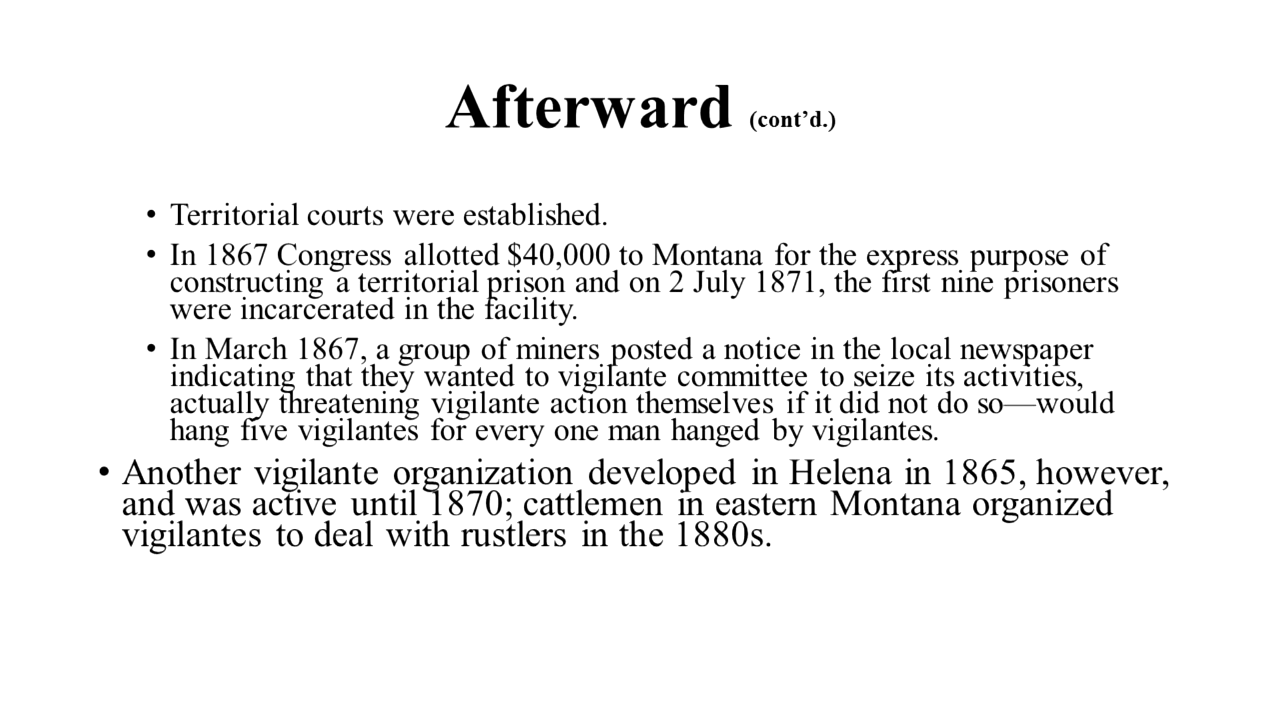 Afterward (cont’d.)
• Territorial courts were established.
• In 1867 Congress allotted $40,000 to Montana for the express purpose of
constructing a territorial prison and on 2 July 1871, the first nine prisoners
were incarcerated in the facility.
• In March 1867, a group of miners posted a notice in the local newspaper
indicating that they wanted to vigilante committee to seize its activities,
actually threatening vigilante action themselves if it did not do so—would
hang five vigilantes for every one man hanged by vigilantes.
• Another vigilante organization developed in Helena in 1865, however,
and was active until 1870; cattlemen in eastern Montana organized
vigilantes to deal with rustlers in the 1880s.